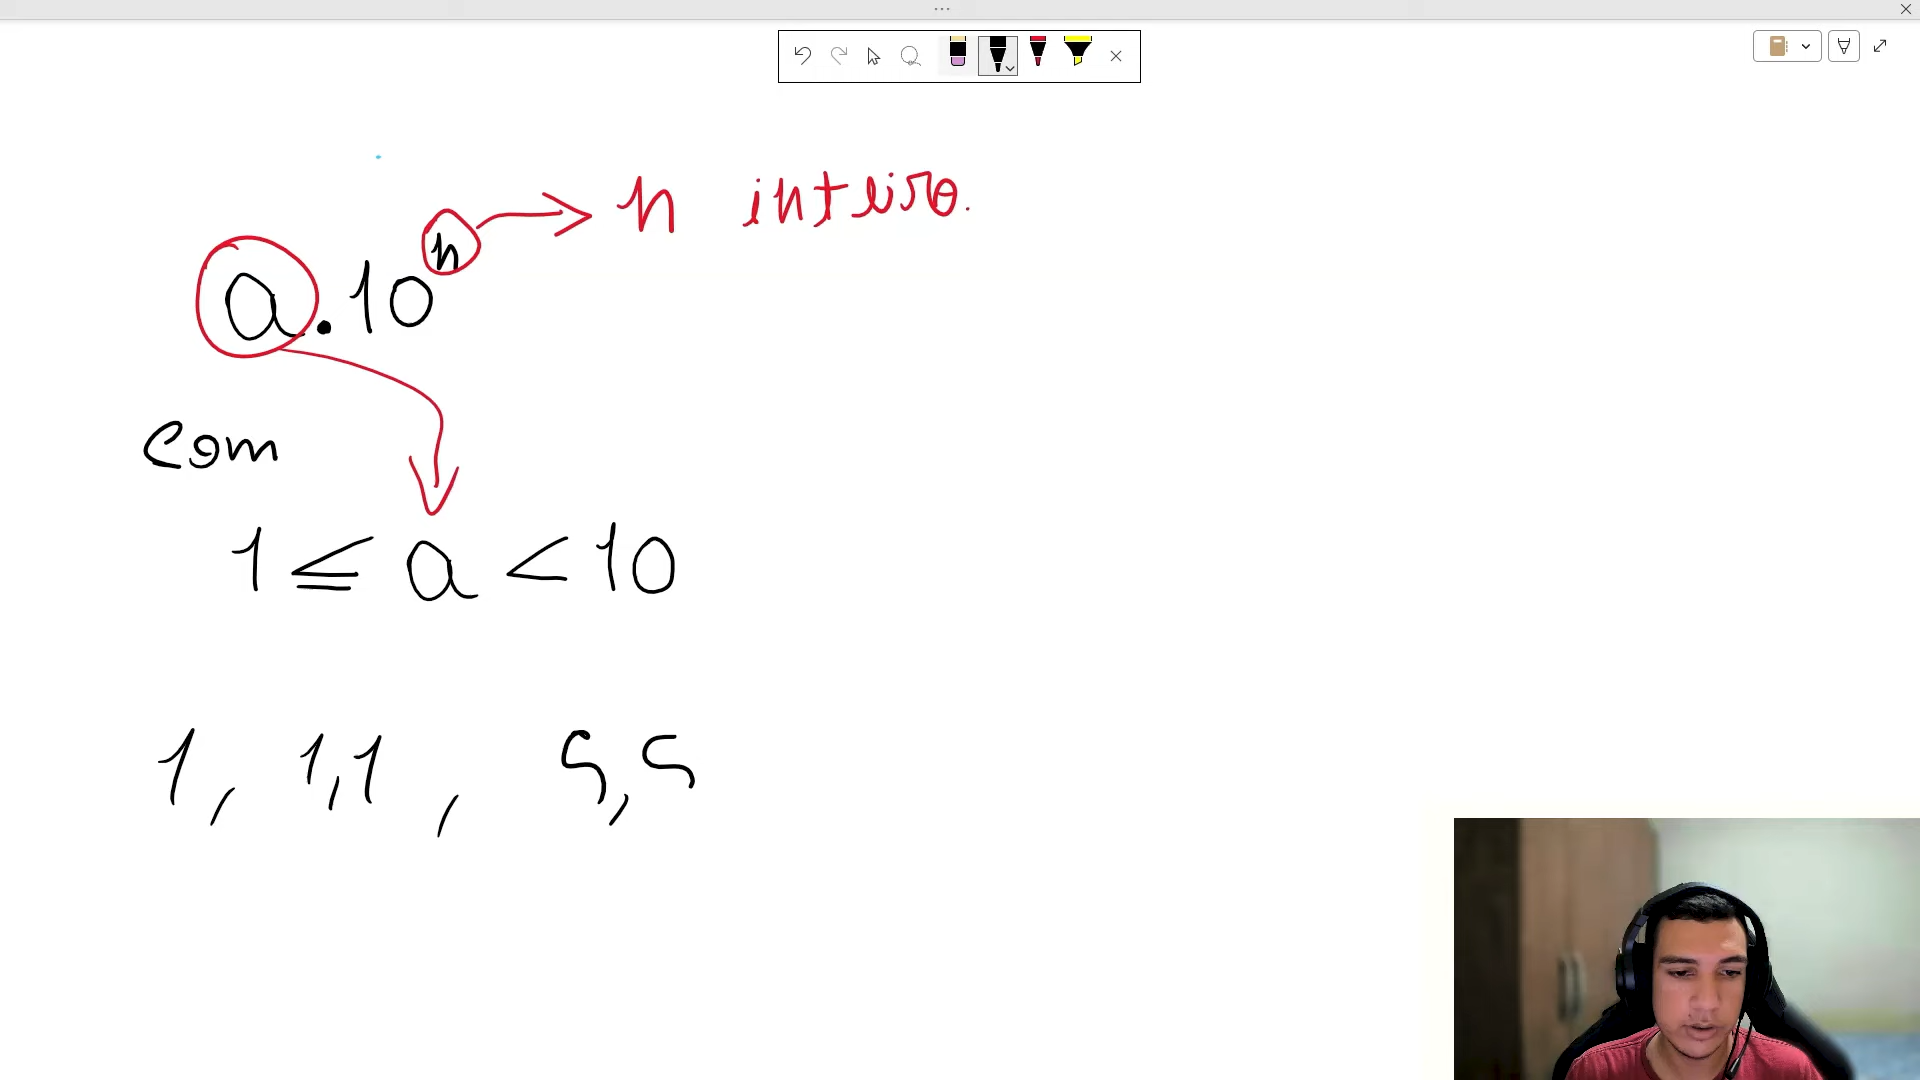 n inteiro.
a.10ⁿ
com
1 ≤ a < 10
1, 1,1, 5,5